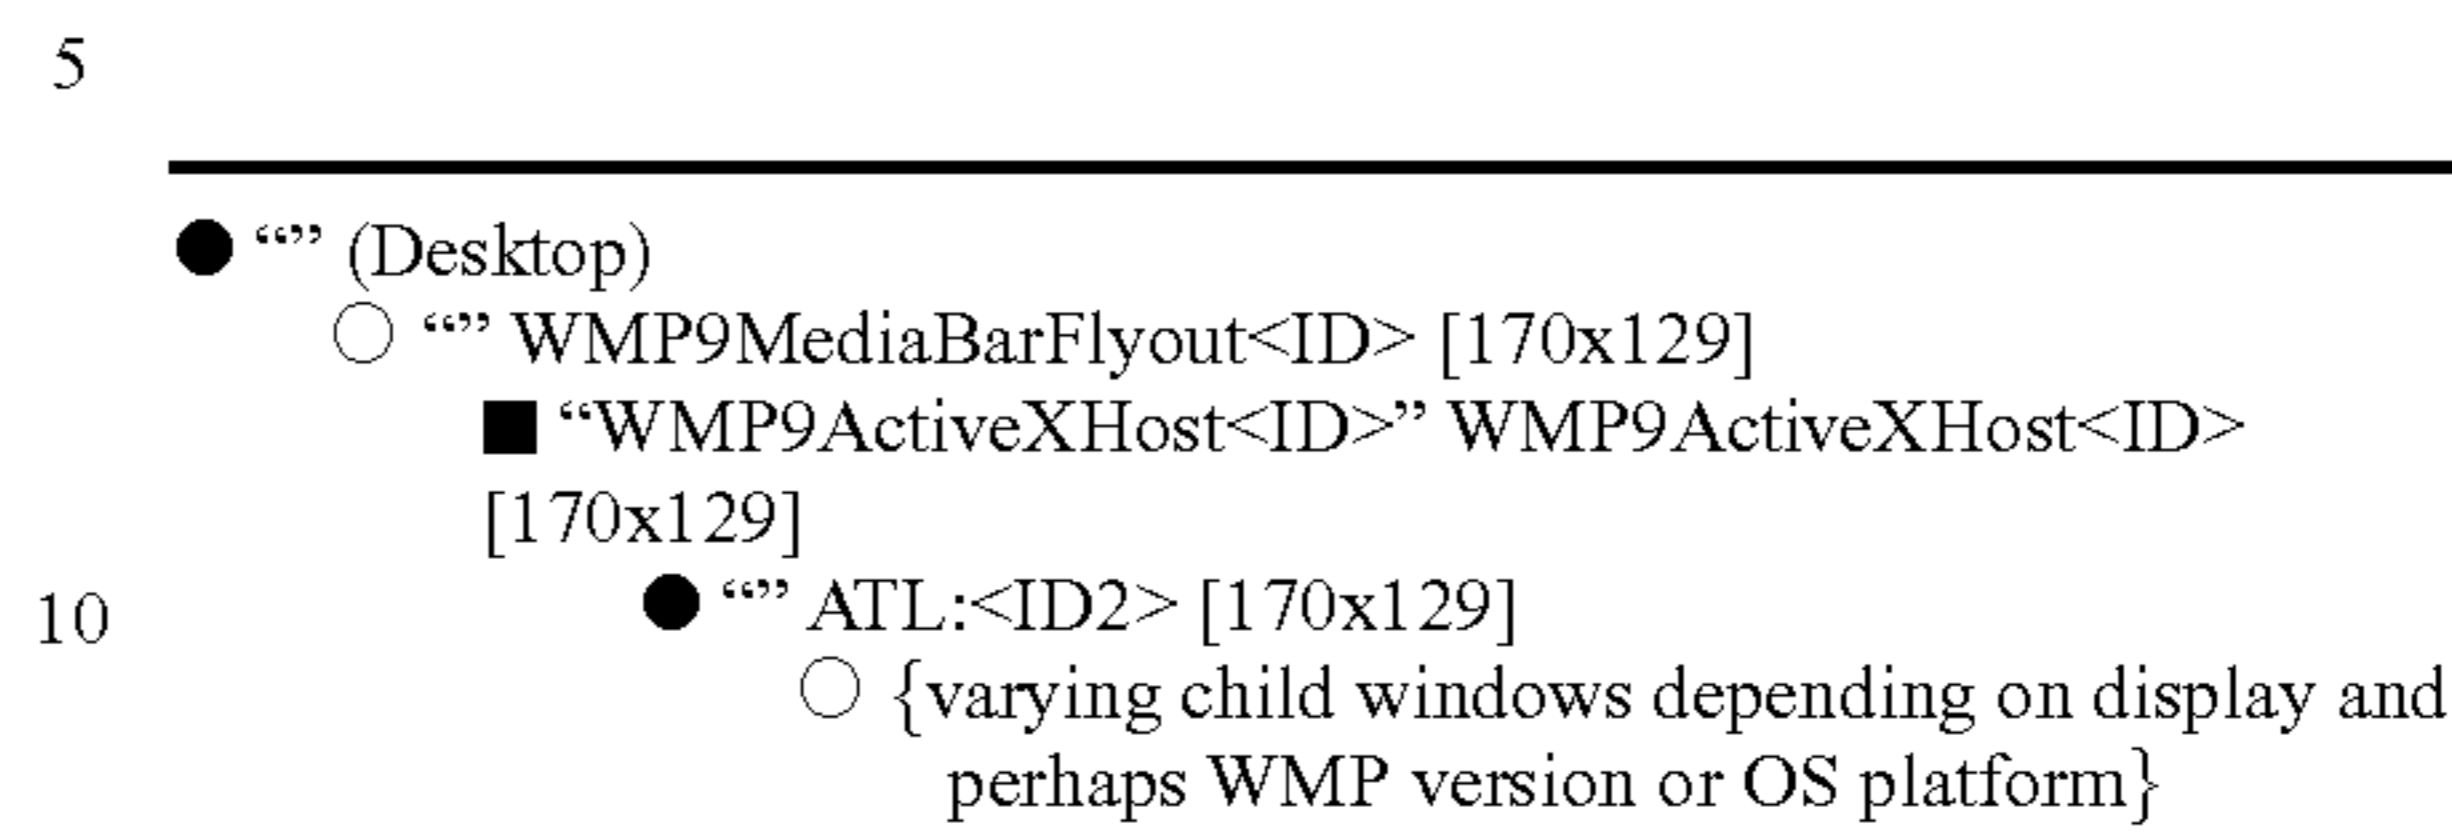 5
● “” (Desktop)
○ “” WMP9MediaBarFlyout<ID> [170x129]
■ “WMP9ActiveXHost<ID>” WMP9ActiveXHost<ID>
[170x129]
10 ● “” ATL:<ID2> [170x129]
○ {varying child windows depending on display and
perhaps WMP version or OS platform}